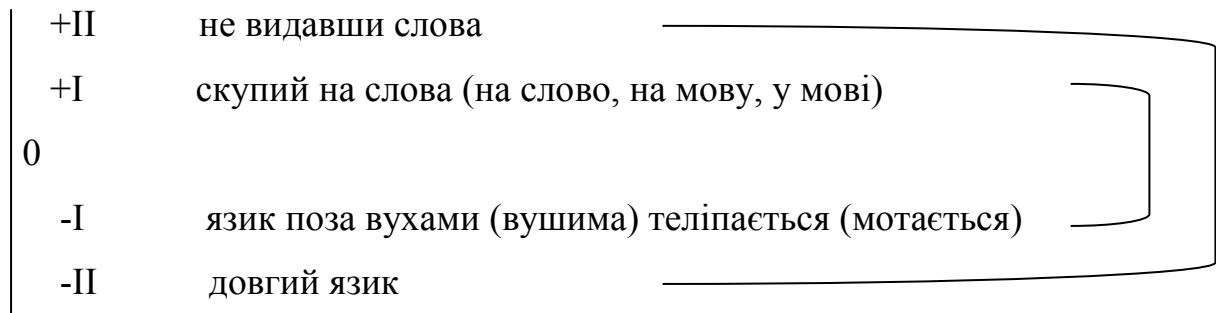 +II не видавши слова
+I скупий на слова (на слово, на мову, у мові)
0
-I язик поза вухами (вушима) теліпається (мотається)
-II довгий язик